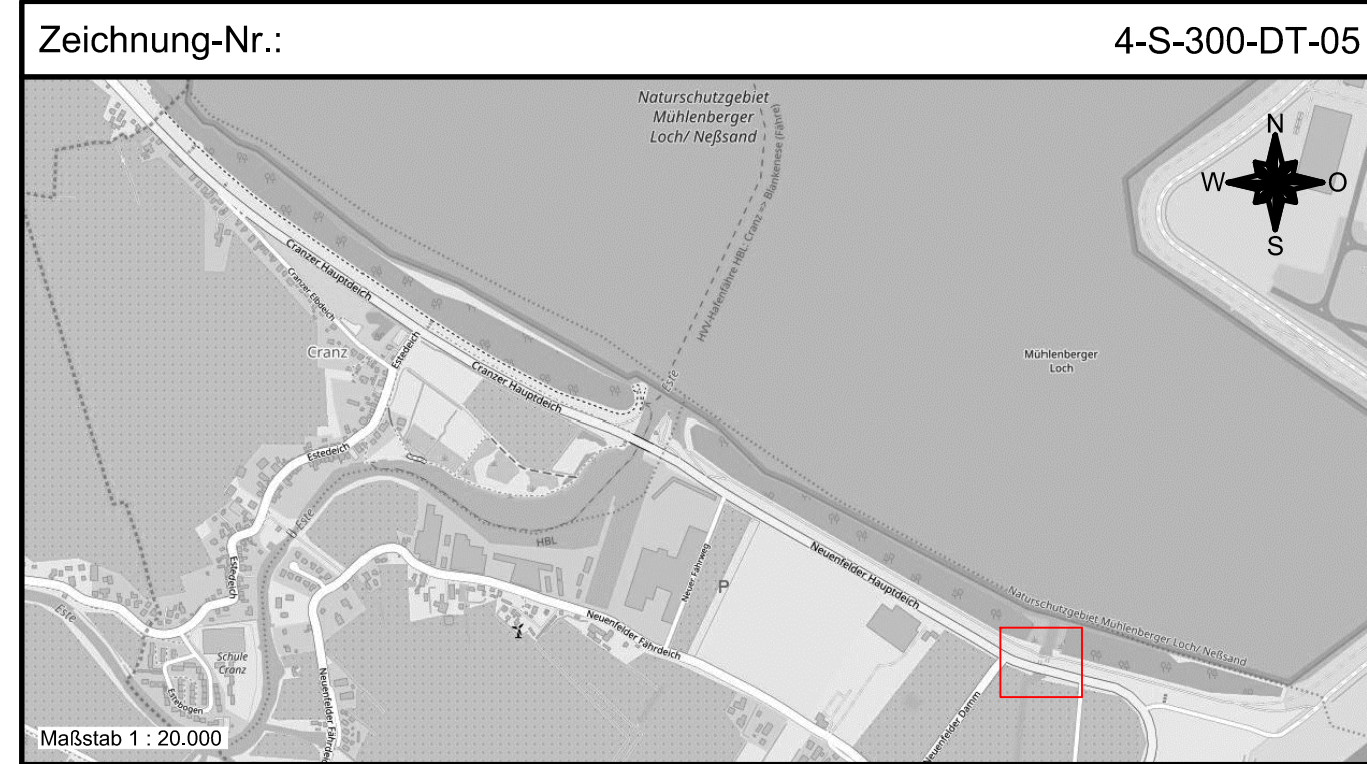 Zeichnung-Nr.: 4-S-300-DT-05
Naturschutzgebiet
Mühlenberger
Loch/ Neßsand
HVV-Hafenfähre HBL: Cranz => Blankenese (Fähre)
N
W
O
S
Cranzer Hauptdeich
Cranzer Elbdeich
Cranz
Estedeich
Cranzer Hauptdeich
Este
Mühlenberger
Loch
Estedeich
Este
HBL
Neuer Fährweg
P
Neuenfelder Hauptdeich
Naturschutzgebiet Mühlenberger Loch/ Neßsand
Estedeich
Este
Neuenfelder Fährdeich
Schule
Cranz
Estebogen
Neuenfelder Fährdeich
Neuenfelder Damm
Maßstab 1 : 20.000